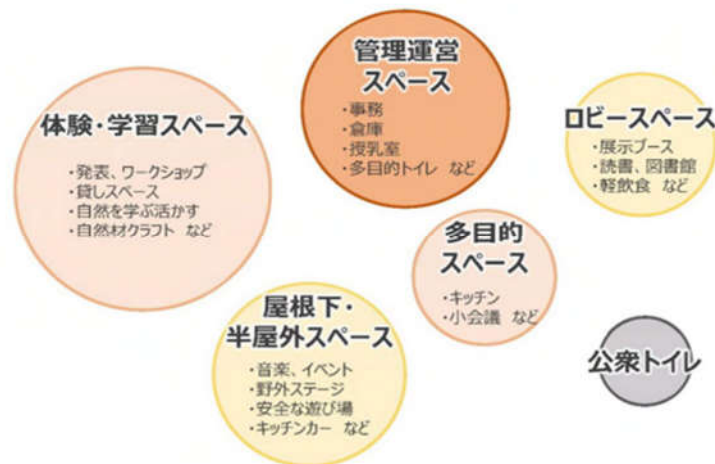 管理運営
スペース
・事務
・倉庫
・授乳室
・多目的トイレ など
体験・学習スペース
・発表、ワークショップ
・貸しスペース
・自然を学ぶ活かす
・自然材クラフト など
ロビースペース
・展示ブース
・読書、図書館
・軽飲食 など
多目的
スペース
・キッチン
・小会議 など
屋根下・
半屋外スペース
・音楽、イベント
・野外ステージ
・安全な遊び場
・キッチンカー など
公衆トイレ